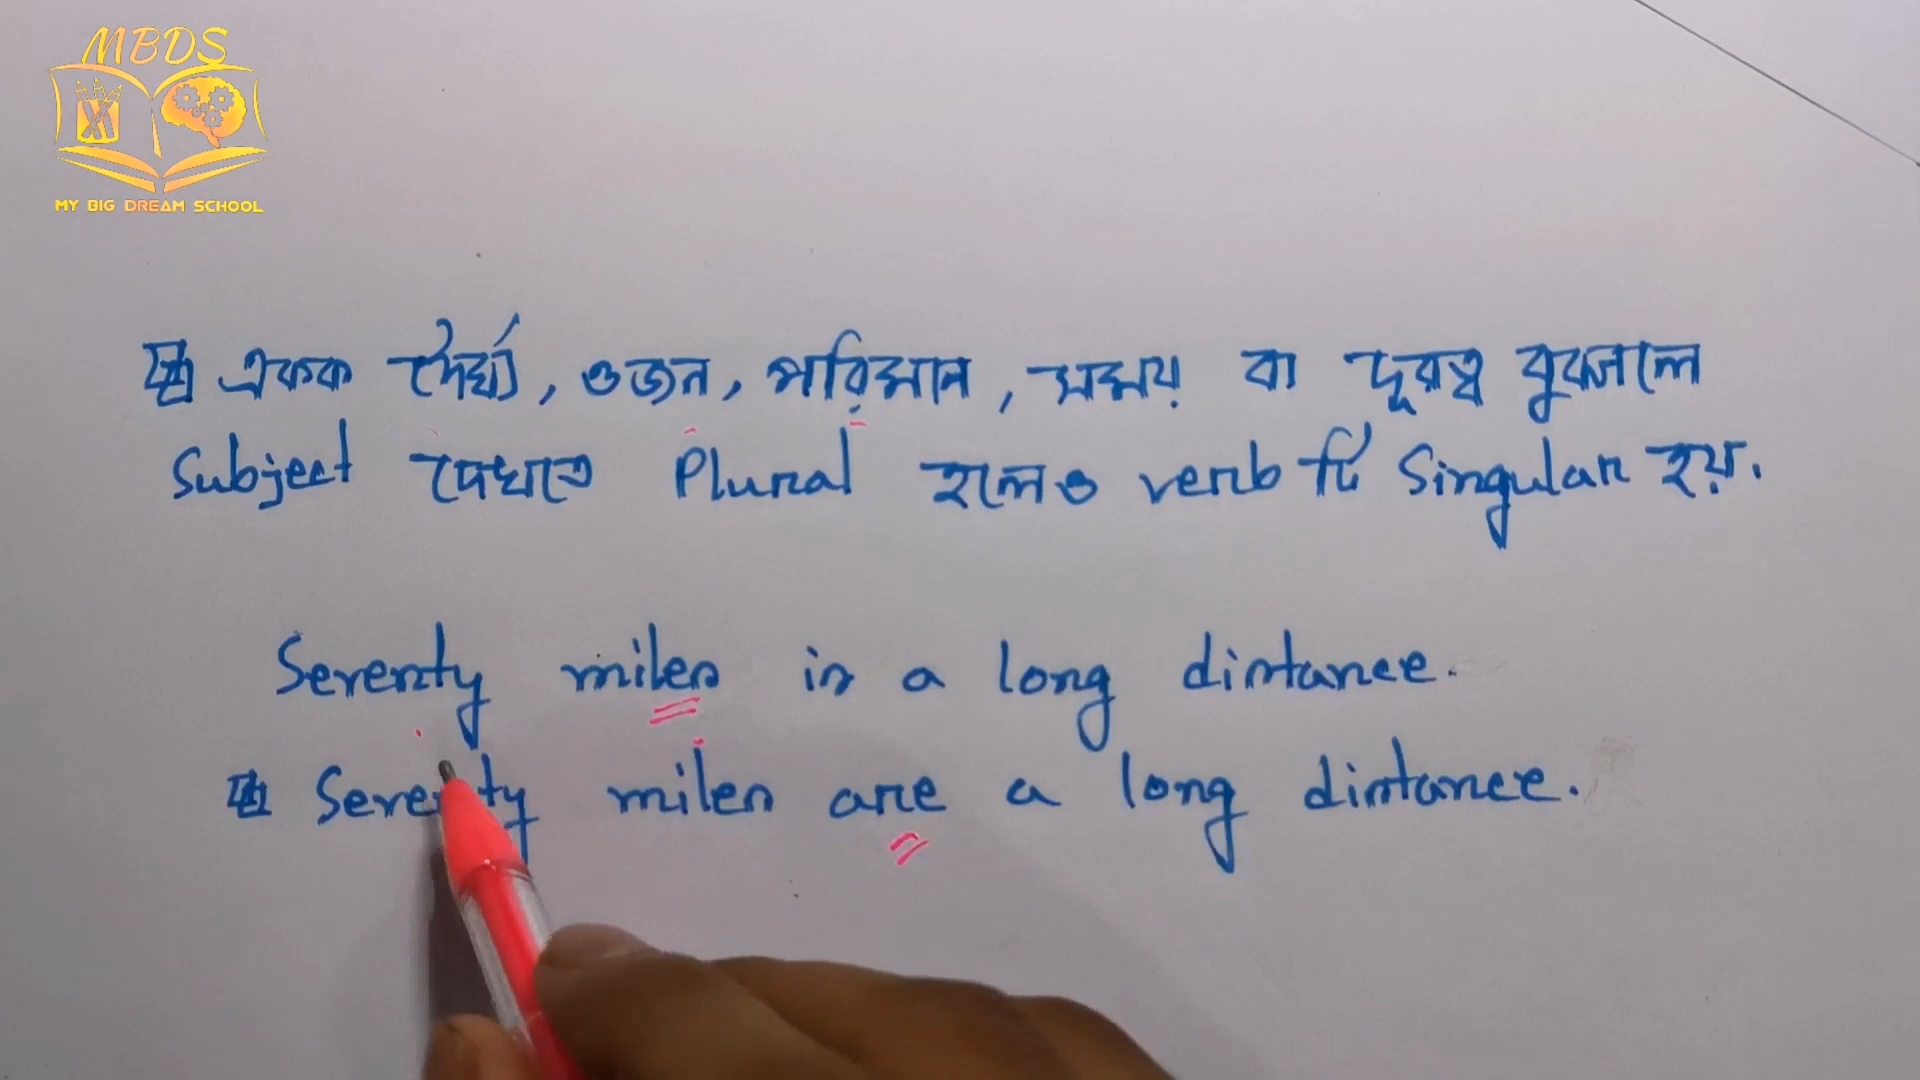 MBDS
MY BIG DREAM SCHOOL
একক দৈর্ঘ্য, ওজন, পরিমান, সময় বা দূরত্ব বুঝালে
Subject দেখতে Plural হলেও verb টি Singular হয়.
Seventy miles is a long distance.
Seventy miles are a long distance.